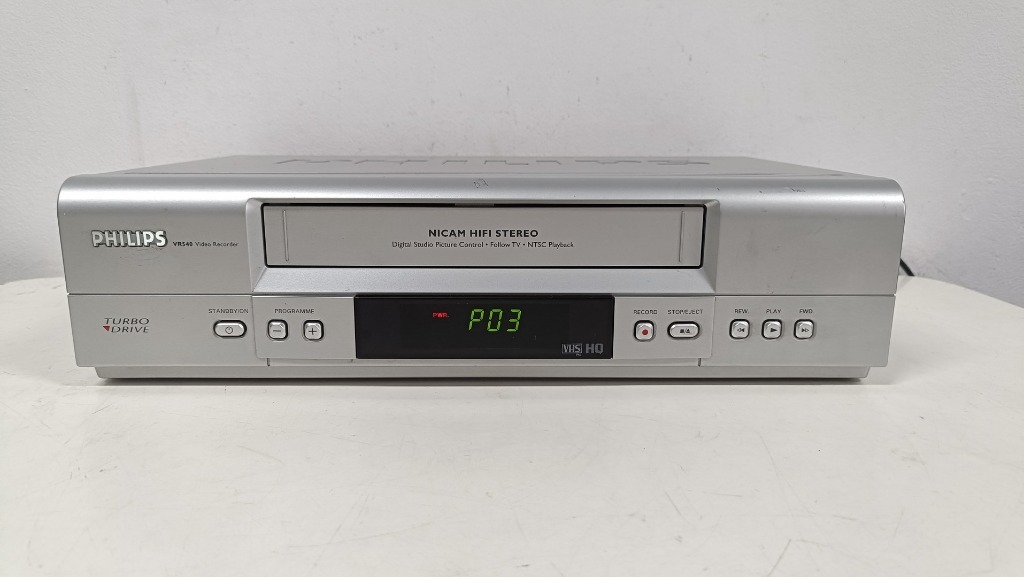 NICAM HIFI STEREO
PHILIPS VR540 Video Recorder
Digital Studio Picture Control • Follow TV • NTSC Playback
TURBO DRIVE
STANDBY/ON
PROGRAMME
PWR.
P03
VHS HQ
RECORD
STOP/EJECT
REW.
PLAY
FWD.